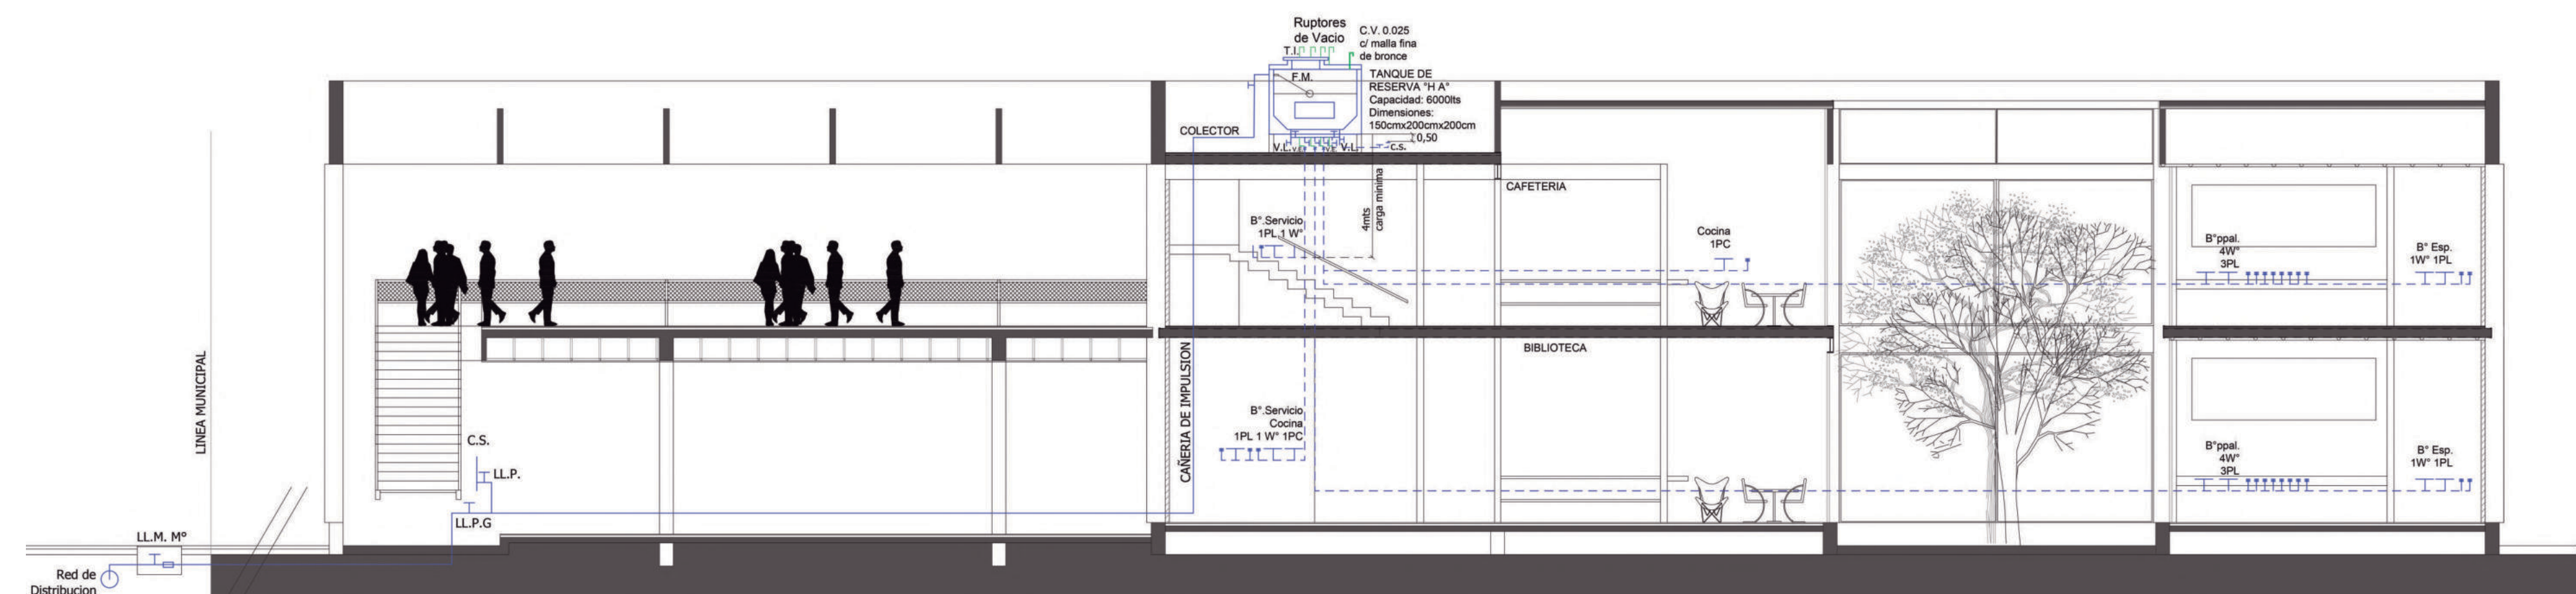 Ruptores
de Vacio
T.I.
C.V. 0.025
c/ malla fina
de bronce
F.M.
TANQUE DE
RESERVA "H A"
Capacidad: 6000lts
Dimensiones:
150cmx200cmx200cm
0,50
COLECTOR
V.L.
V.L.
C.S.
CAFETERIA
4mts
carga minima
B°.Servicio
1PL.1 W°
Cocina
1PC
B°ppal.
4W°
3PL
B° Esp.
1W° 1PL
LINEA MUNICIPAL
CAÑERIA DE IMPULSION
BIBLIOTECA
B°.Servicio
Cocina
1PL 1 W° 1PC
C.S.
LL.P.
LL.P.G
B°ppal.
4W°
3PL
B° Esp.
1W° 1PL
LL.M. M°
Red de
Distribucion